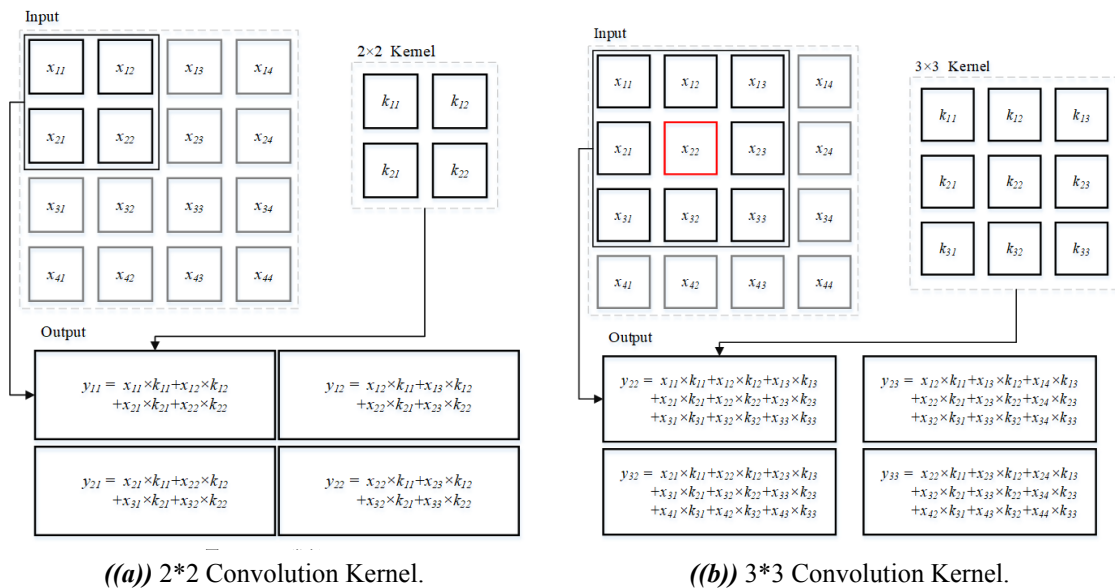 Input
x11 x12 x13 x14
x21 x22 x23 x24
x31 x32 x33 x34
x41 x42 x43 x44
2×2 Kernel
k11 k12
k21 k22
Output
y11 = x11×k11+x12×k12
+x21×k21+x22×k22
y12 = x12×k11+x13×k12
+x22×k21+x23×k22
y21 = x21×k11+x22×k12
+x31×k21+x32×k22
y22 = x22×k11+x23×k12
+x32×k21+x33×k22
((a)) 2*2 Convolution Kernel.
Input
x11 x12 x13 x14
x21 x22 x23 x24
x31 x32 x33 x34
x41 x42 x43 x44
3×3 Kernel
k11 k12 k13
k21 k22 k23
k31 k32 k33
Output
y22 = x11×k11+x12×k12+x13×k13
+x21×k21+x22×k22+x23×k23
+x31×k31+x32×k32+x33×k33
y23 = x12×k11+x13×k12+x14×k13
+x22×k21+x23×k22+x24×k23
+x32×k31+x33×k32+x34×k33
y32 = x21×k11+x22×k12+x23×k13
+x31×k21+x32×k22+x33×k23
+x41×k31+x42×k32+x43×k33
y33 = x22×k11+x23×k12+x24×k13
+x32×k21+x33×k22+x34×k23
+x42×k31+x43×k32+x44×k33
((b)) 3*3 Convolution Kernel.